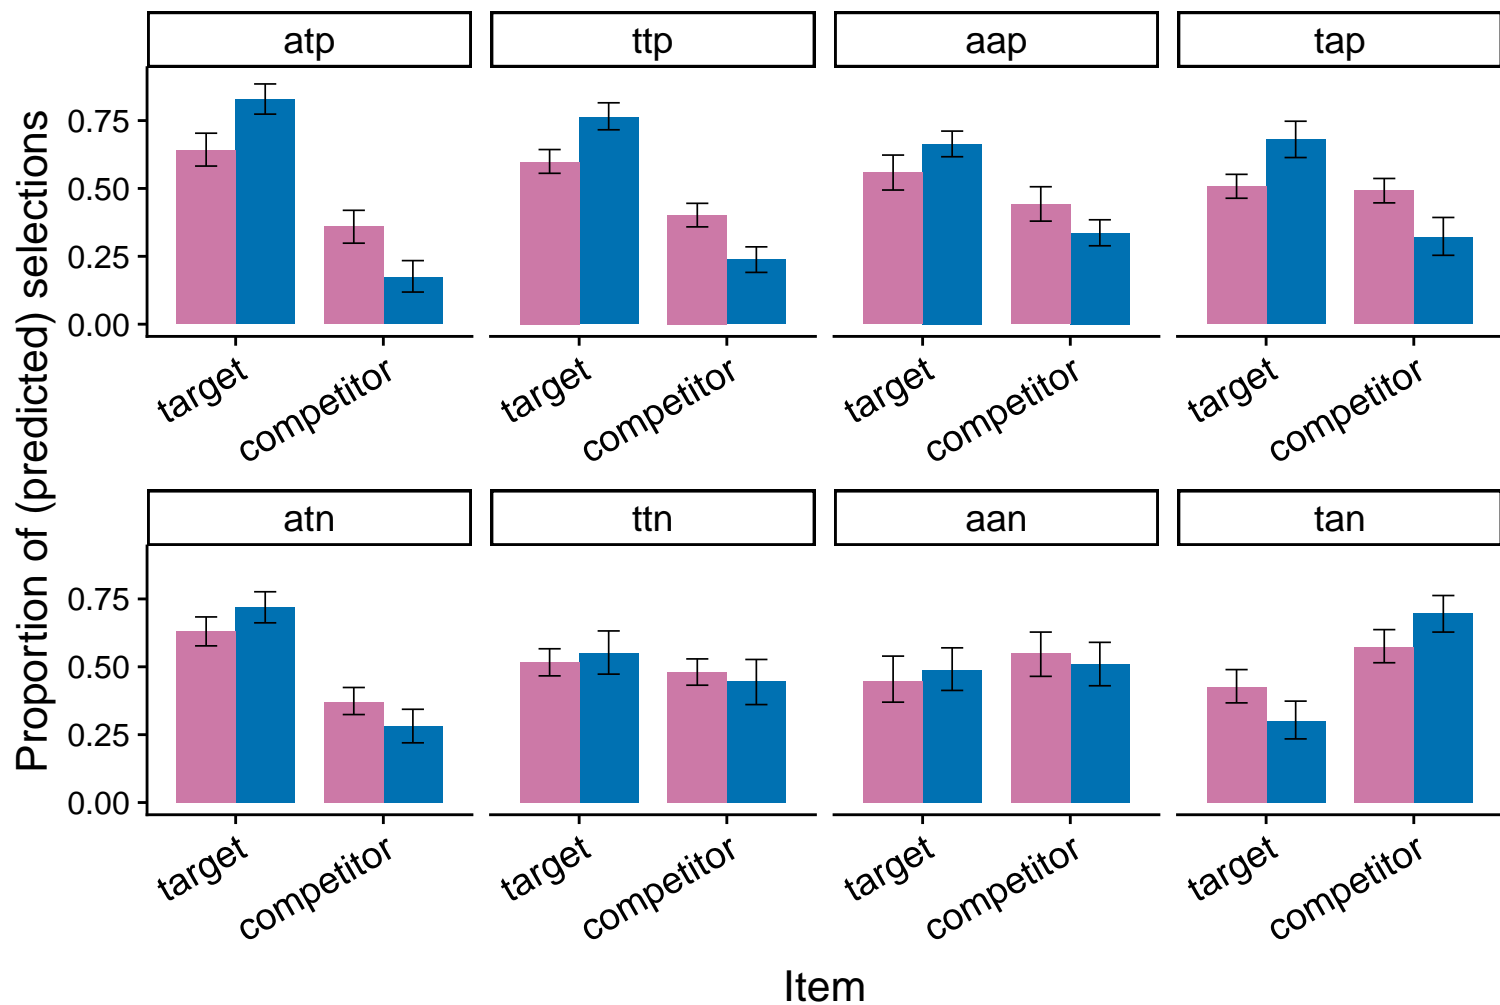 Proportion of (predicted) selections
atp ttp aap tap
0.75
0.50
0.25
0.00
target competitor target competitor target competitor target competitor
atn ttn aan tan
0.75
0.50
0.25
0.00
target competitor target competitor target competitor target competitor
Item